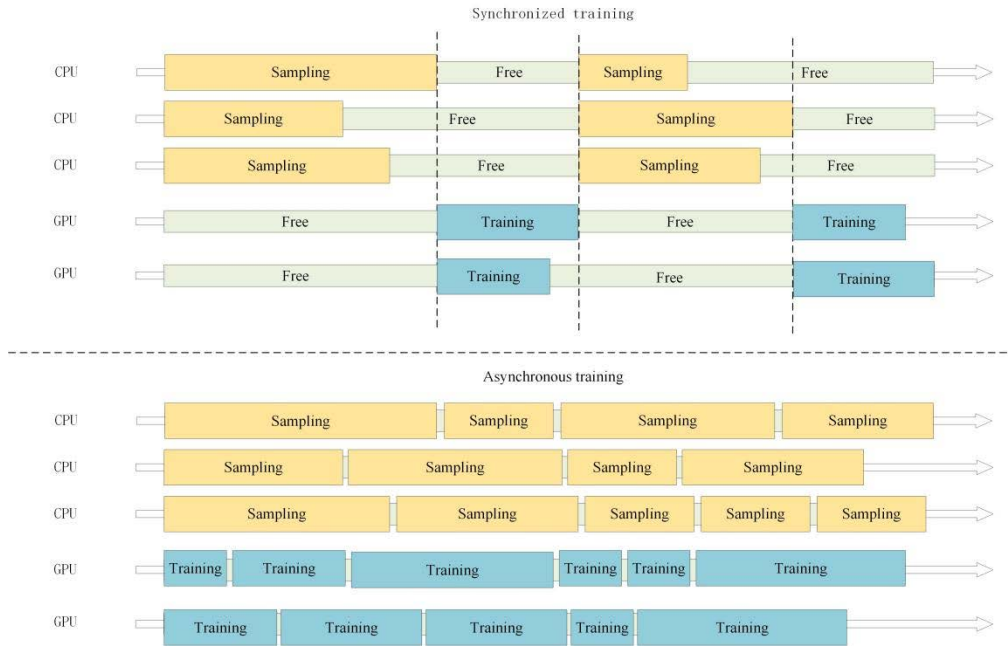 Synchronized training
CPU Sampling Free Sampling Free
CPU Sampling Free Sampling Free
CPU Sampling Free Sampling Free
GPU Free Training Free Training
GPU Free Training Free Training
Asynchronous training
CPU Sampling Sampling Sampling Sampling
CPU Sampling Sampling Sampling Sampling
CPU Sampling Sampling Sampling Sampling Sampling
GPU Training Training Training Training Training Training
GPU Training Training Training Training Training